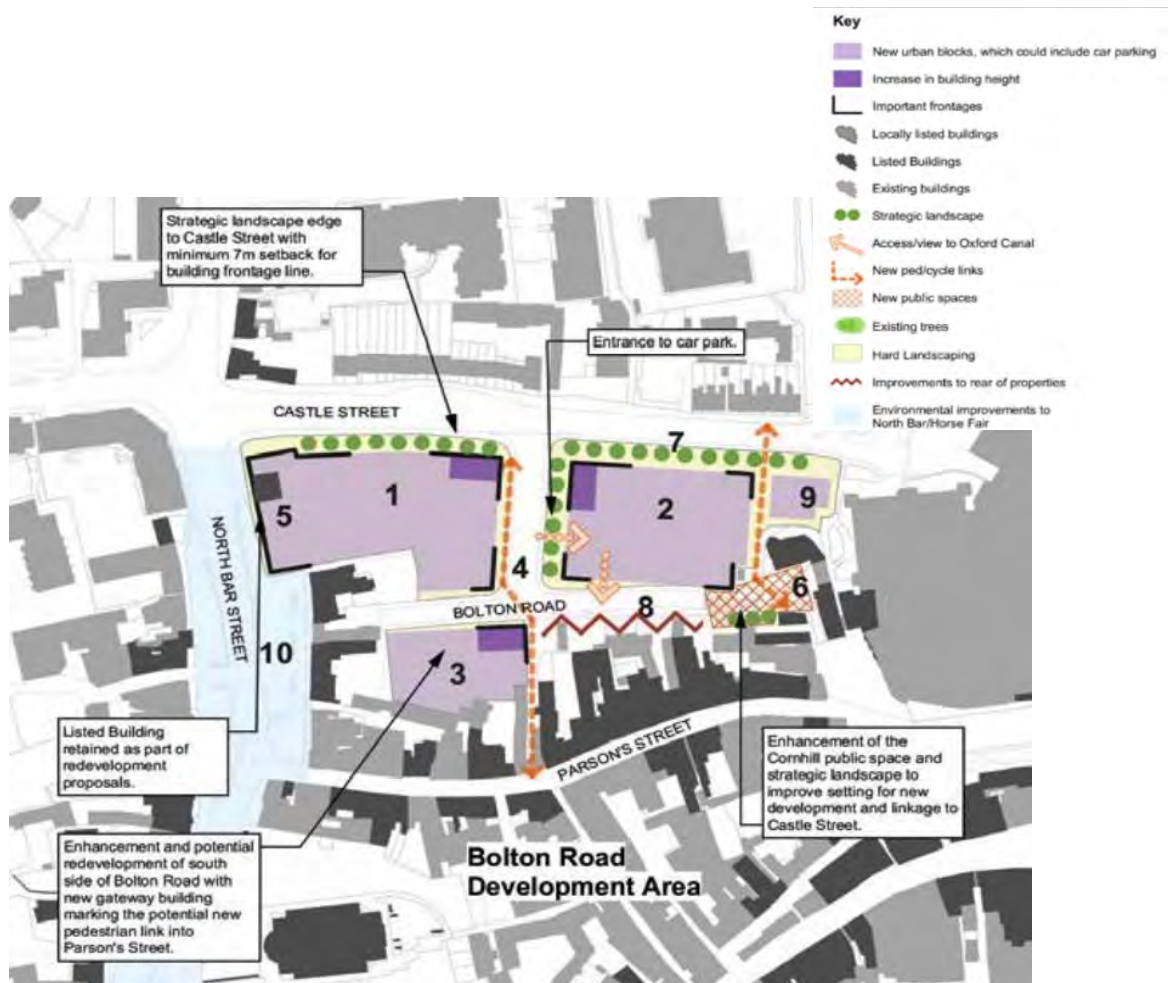 Key
New urban blocks, which could include car parking
Increase in building height
Important frontages
Locally listed buildings
Listed Buildings
Existing buildings
Strategic landscape
Access/view to Oxford Canal
New ped/cycle links
New public spaces
Existing trees
Hard Landscaping
Improvements to rear of properties
Environmental improvements to
North Bar/Horse Fair
Strategic landscape edge
to Castle Street with
minimum 7m setback for
building frontage line.
Entrance to car park.
CASTLE STREET
7
1
2
9
5
4
6
8
BOLTON ROAD
NORTH BAR STREET
10
3
PARSON'S STREET
Listed Building
retained as part of
redevelopment
proposals.
Enhancement of the
Cornhill public space and
strategic landscape to
improve setting for new
development and linkage to
Castle Street.
Enhancement and potential
redevelopment of south
side of Bolton Road with
new gateway building
marking the potential new
pedestrian link into
Parson's Street.
Bolton Road
Development Area